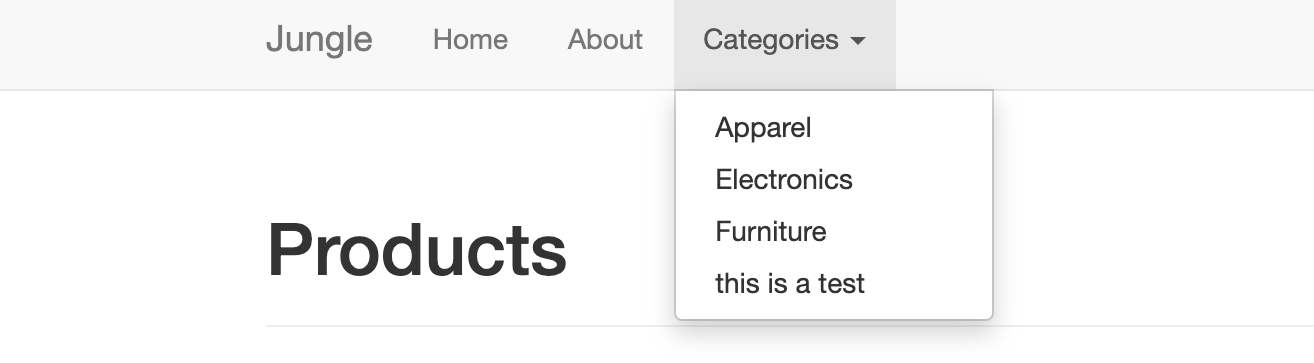 Jungle Home About Categories
Apparel
Electronics
Furniture
this is a test
Products